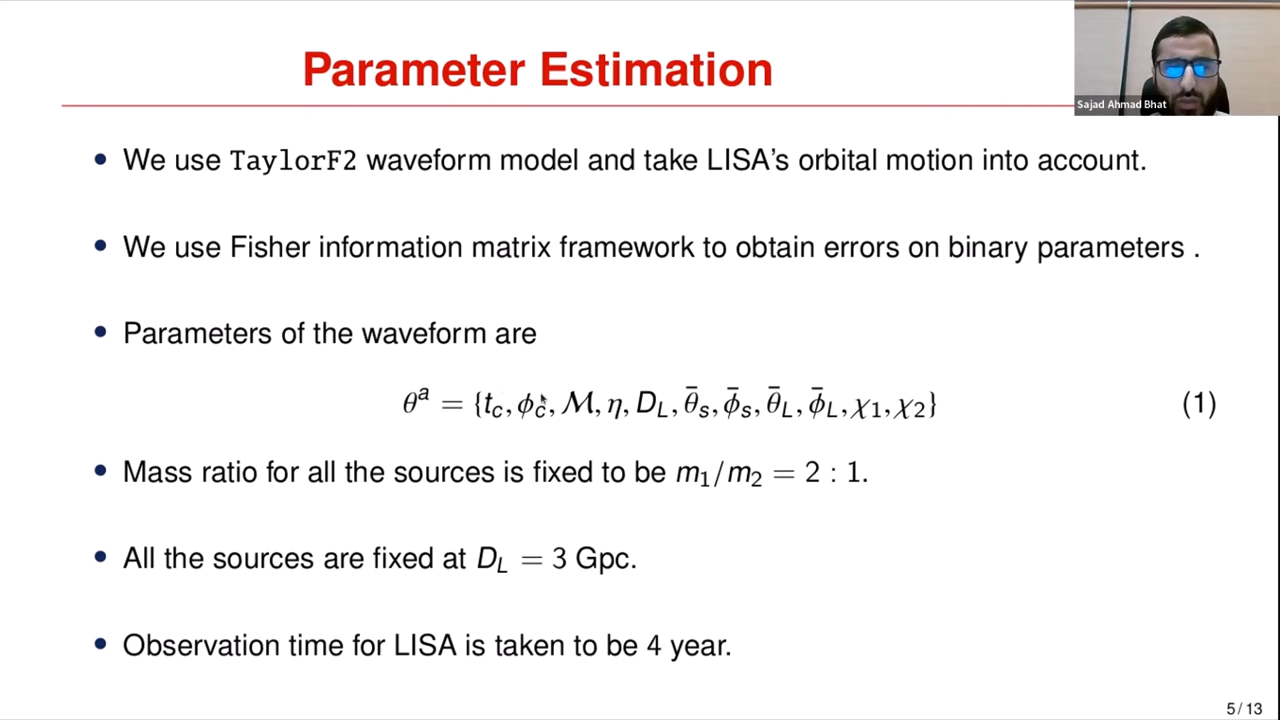 Parameter Estimation
Sajad Ahmad Bhat
• We use TaylorF2 waveform model and take LISA's orbital motion into account.
• We use Fisher information matrix framework to obtain errors on binary parameters .
• Parameters of the waveform are
θᵃ = {t_c, ϕ_c, ℳ, η, D_L, θ̄_s, ϕ̄_s, θ̄_L, ϕ̄_L, χ₁, χ₂} (1)
• Mass ratio for all the sources is fixed to be m₁/m₂ = 2 : 1.
• All the sources are fixed at D_L = 3 Gpc.
• Observation time for LISA is taken to be 4 year.
5 / 13